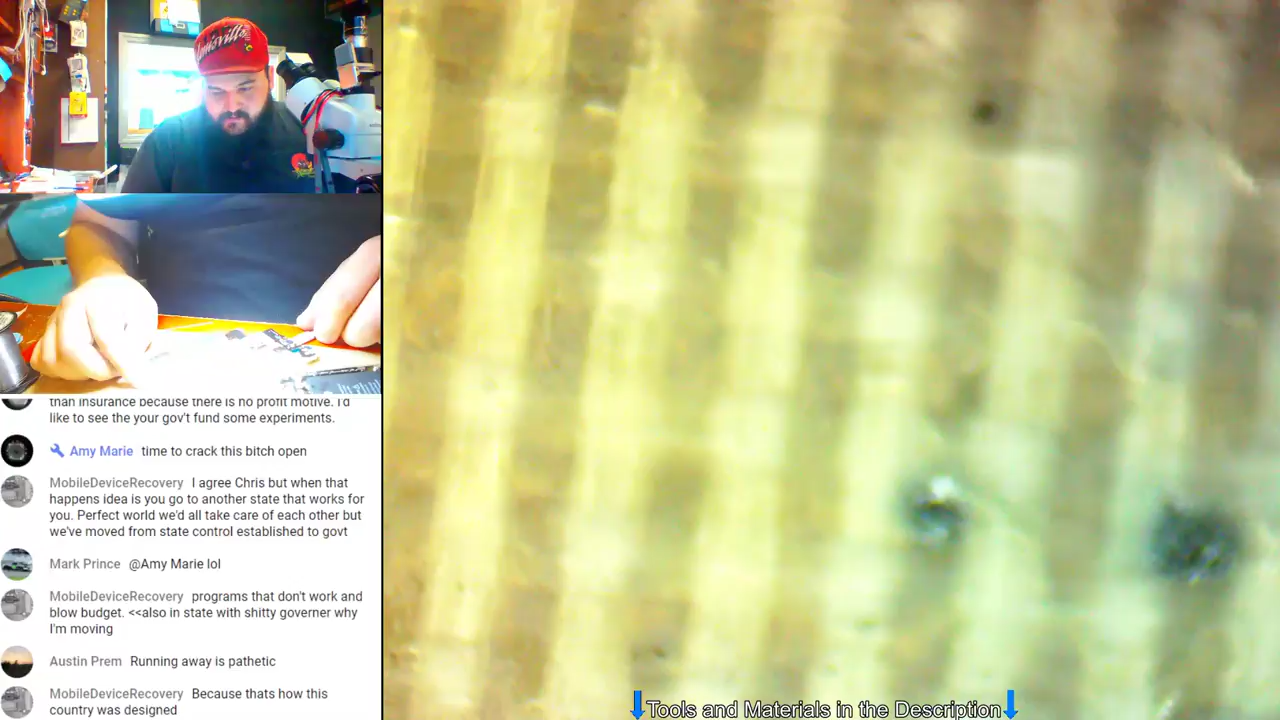 Louisville
than insurance because there is no profit motive. I'd
like to see the your gov't fund some experiments.
Amy Marie time to crack this bitch open
MobileDeviceRecovery I agree Chris but when that
happens idea is you go to another state that works for
you. Perfect world we'd all take care of each other but
we've moved from state control established to govt
Mark Prince @Amy Marie lol
MobileDeviceRecovery programs that don't work and
blow budget. <<also in state with shitty governer why
I'm moving
Austin Prem Running away is pathetic
MobileDeviceRecovery Because thats how this
country was designed
Tools and Materials in the Description